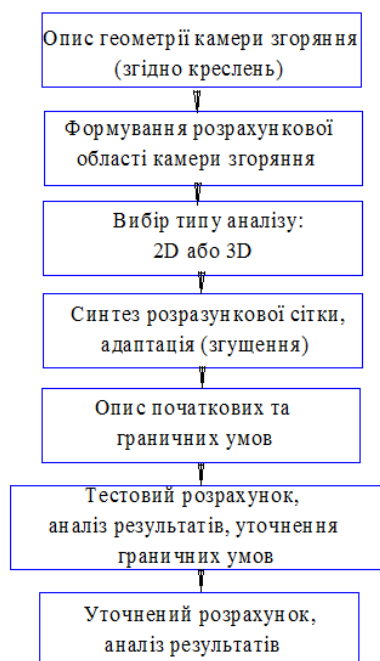 Опис геометрії камери згоряння
(згідно креслень)
Формування розрахункової
області камери згоряння
Вибір типу аналізу:
2D або 3D
Синтез розразункової сітки,
адаптація (згущення)
Опис початкових та
граничних умов
Тестовий розрахунок,
аналіз результатів, уточнення
граничних умов
Уточнений розрахунок,
аналіз результатів